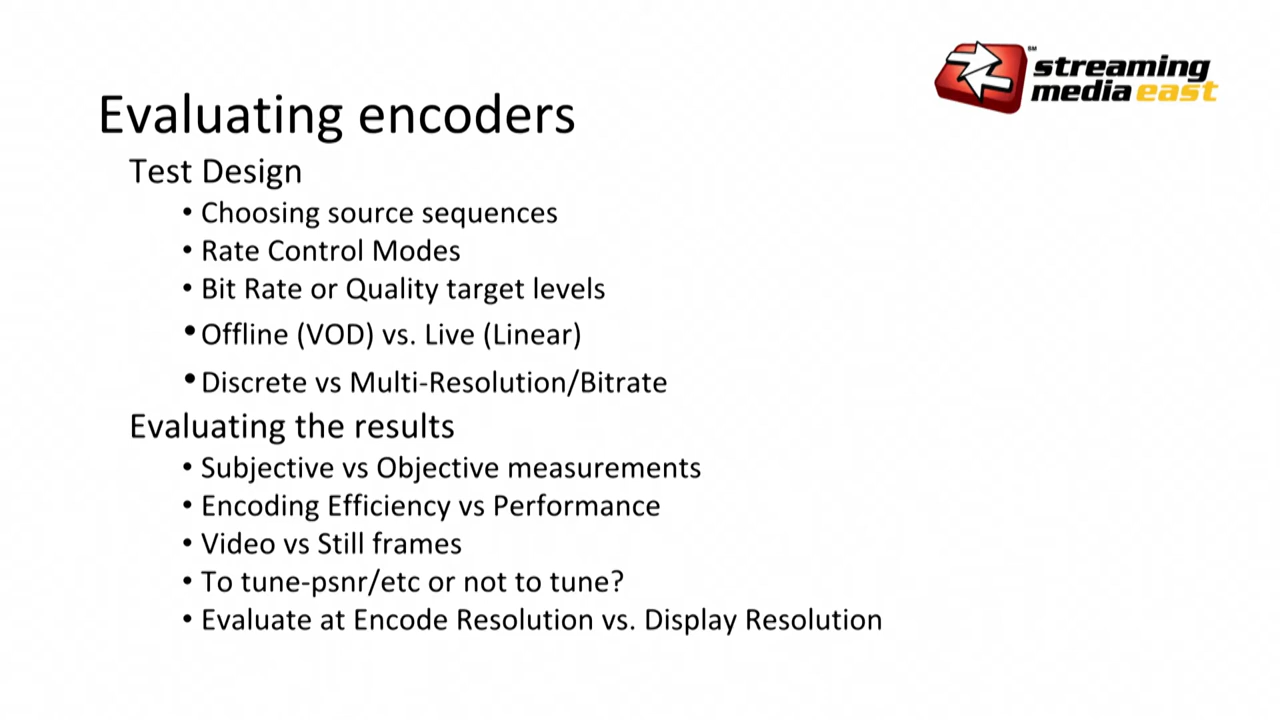 Evaluating encoders
SM
streaming
media east
Test Design
• Choosing source sequences
• Rate Control Modes
• Bit Rate or Quality target levels
• Offline (VOD) vs. Live (Linear)
• Discrete vs Multi-Resolution/Bitrate
Evaluating the results
• Subjective vs Objective measurements
• Encoding Efficiency vs Performance
• Video vs Still frames
• To tune-psnr/etc or not to tune?
• Evaluate at Encode Resolution vs. Display Resolution